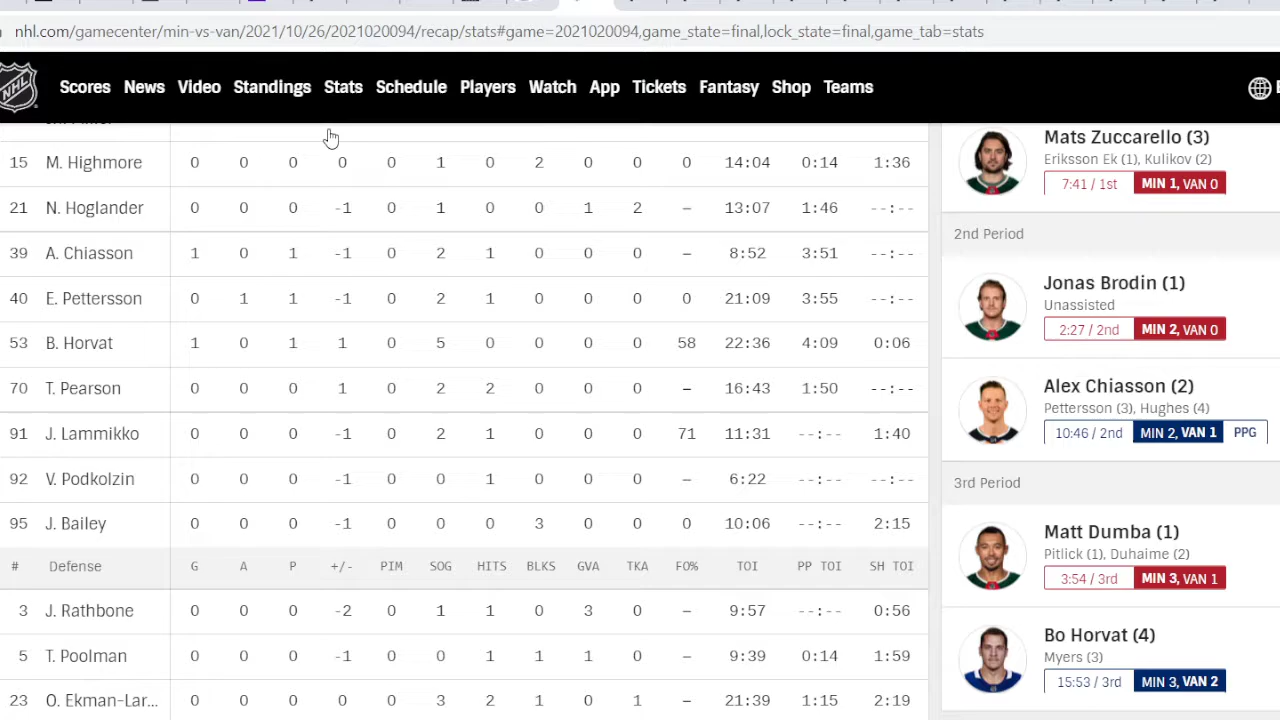 nhl.com/gamecenter/min-vs-van/2021/10/26/2021020094/recap/stats#game=2021020094,game_state=final,lock_state=final,game_tab=stats
NHL Scores News Video Standings Stats Schedule Players Watch App Tickets Fantasy Shop Teams
15 M. Highmore 0 0 0 0 0 1 0 2 0 0 0 14:04 0:14 1:36
21 N. Hoglander 0 0 0 -1 0 1 0 0 1 2 – 13:07 1:46 --:--
39 A. Chiasson 1 0 1 -1 0 2 1 0 0 0 – 8:52 3:51 --:--
40 E. Pettersson 0 1 1 -1 0 2 1 0 0 0 0 21:09 3:55 --:--
53 B. Horvat 1 0 1 1 0 5 0 0 0 0 58 22:36 4:09 0:06
70 T. Pearson 0 0 0 1 0 2 2 0 0 0 – 16:43 1:50 --:--
91 J. Lammikko 0 0 0 -1 0 2 1 0 0 0 71 11:31 --:-- 1:40
92 V. Podkolzin 0 0 0 -1 0 0 1 0 0 0 – 6:22 --:-- --:--
95 J. Bailey 0 0 0 -1 0 0 0 3 0 0 0 10:06 --:-- 2:15
# Defense G A P +/- PIM SOG HITS BLKS GVA TKA FO% TOI PP TOI SH TOI
3 J. Rathbone 0 0 0 -2 0 1 1 0 3 0 – 9:57 --:-- 0:56
5 T. Poolman 0 0 0 -1 0 0 1 1 1 0 – 9:39 0:14 1:59
23 O. Ekman-Lar... 0 0 0 0 0 3 2 1 0 1 – 21:39 1:15 2:19
Mats Zuccarello (3)
Eriksson Ek (1), Kulikov (2)
7:41 / 1st MIN 1, VAN 0
2nd Period
Jonas Brodin (1)
Unassisted
2:27 / 2nd MIN 2, VAN 0
Alex Chiasson (2)
Pettersson (3), Hughes (4)
10:46 / 2nd MIN 2, VAN 1 PPG
3rd Period
Matt Dumba (1)
Pitlick (1), Duhaime (2)
3:54 / 3rd MIN 3, VAN 1
Bo Horvat (4)
Myers (3)
15:53 / 3rd MIN 3, VAN 2